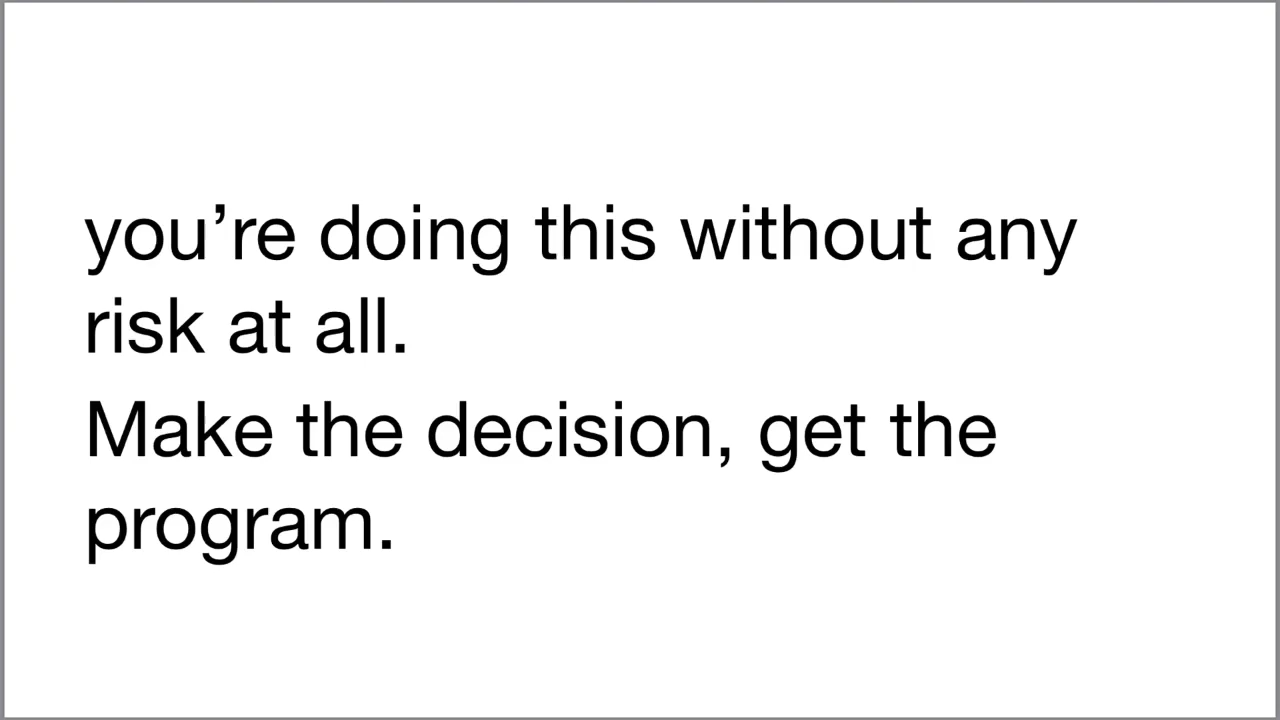 you’re doing this without any
risk at all.
Make the decision, get the
program.